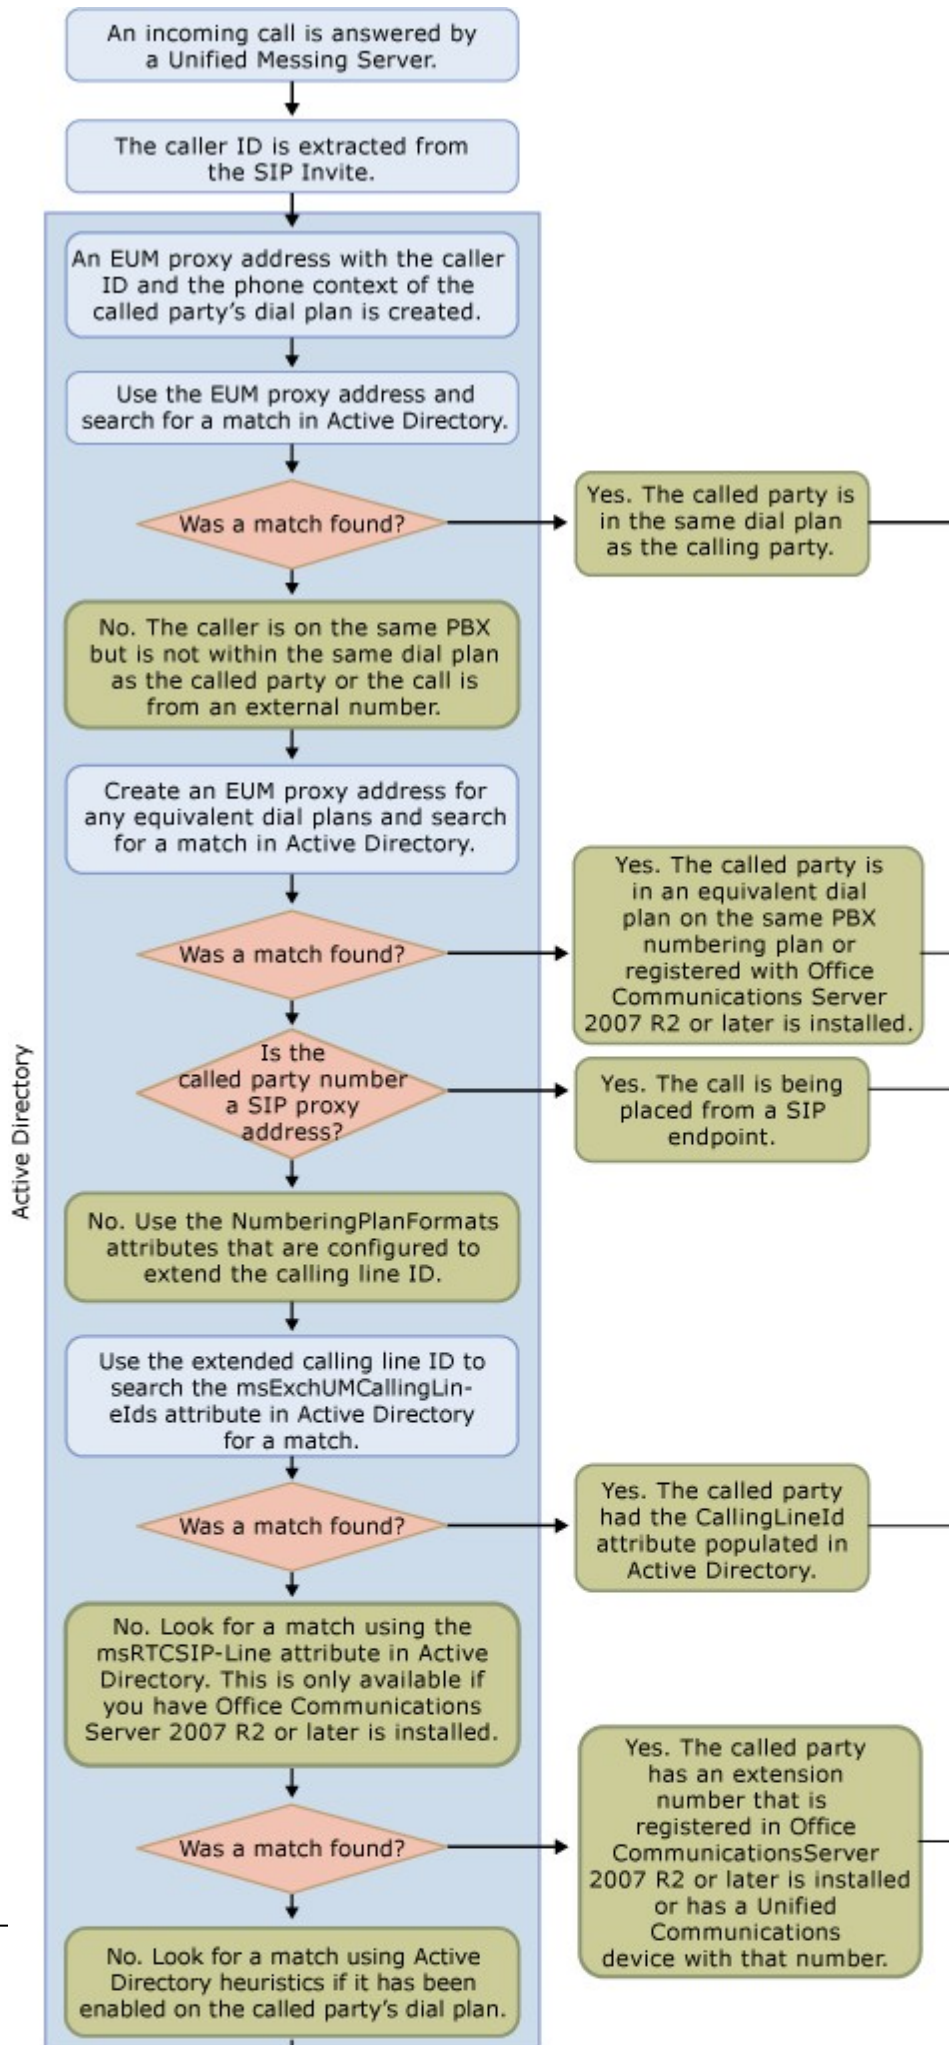 An incoming call is answered by
a Unified Messing Server.
The caller ID is extracted from
the SIP Invite.
An EUM proxy address with the caller
ID and the phone context of the
called party's dial plan is created.
Use the EUM proxy address and
search for a match in Active Directory.
Was a match found?
Yes. The called party is
in the same dial plan
as the calling party.
No. The caller is on the same PBX
but is not within the same dial plan
as the called party or the call is
from an external number.
Create an EUM proxy address for
any equivalent dial plans and search
for a match in Active Directory.
Was a match found?
Yes. The called party is
in an equivalent dial
plan on the same PBX
numbering plan or
registered with Office
Communications Server
2007 R2 or later is installed.
Is the
called party number
a SIP proxy
address?
Yes. The call is being
placed from a SIP
endpoint.
Active Directory
No. Use the NumberingPlanFormats
attributes that are configured to
extend the calling line ID.
Use the extended calling line ID to
search the msExchUMCallingLin-
eIds attribute in Active Directory
for a match.
Was a match found?
Yes. The called party
had the CallingLineId
attribute populated in
Active Directory.
No. Look for a match using the
msRTCSIP-Line attribute in Active
Directory. This is only available if
you have Office Communications
Server 2007 R2 or later is installed.
Was a match found?
Yes. The called party
has an extension
number that is
registered in Office
CommunicationsServer
2007 R2 or later is installed
or has a Unified
Communications
device with that number.
No. Look for a match using Active
Directory heuristics if it has been
enabled on the called party's dial plan.